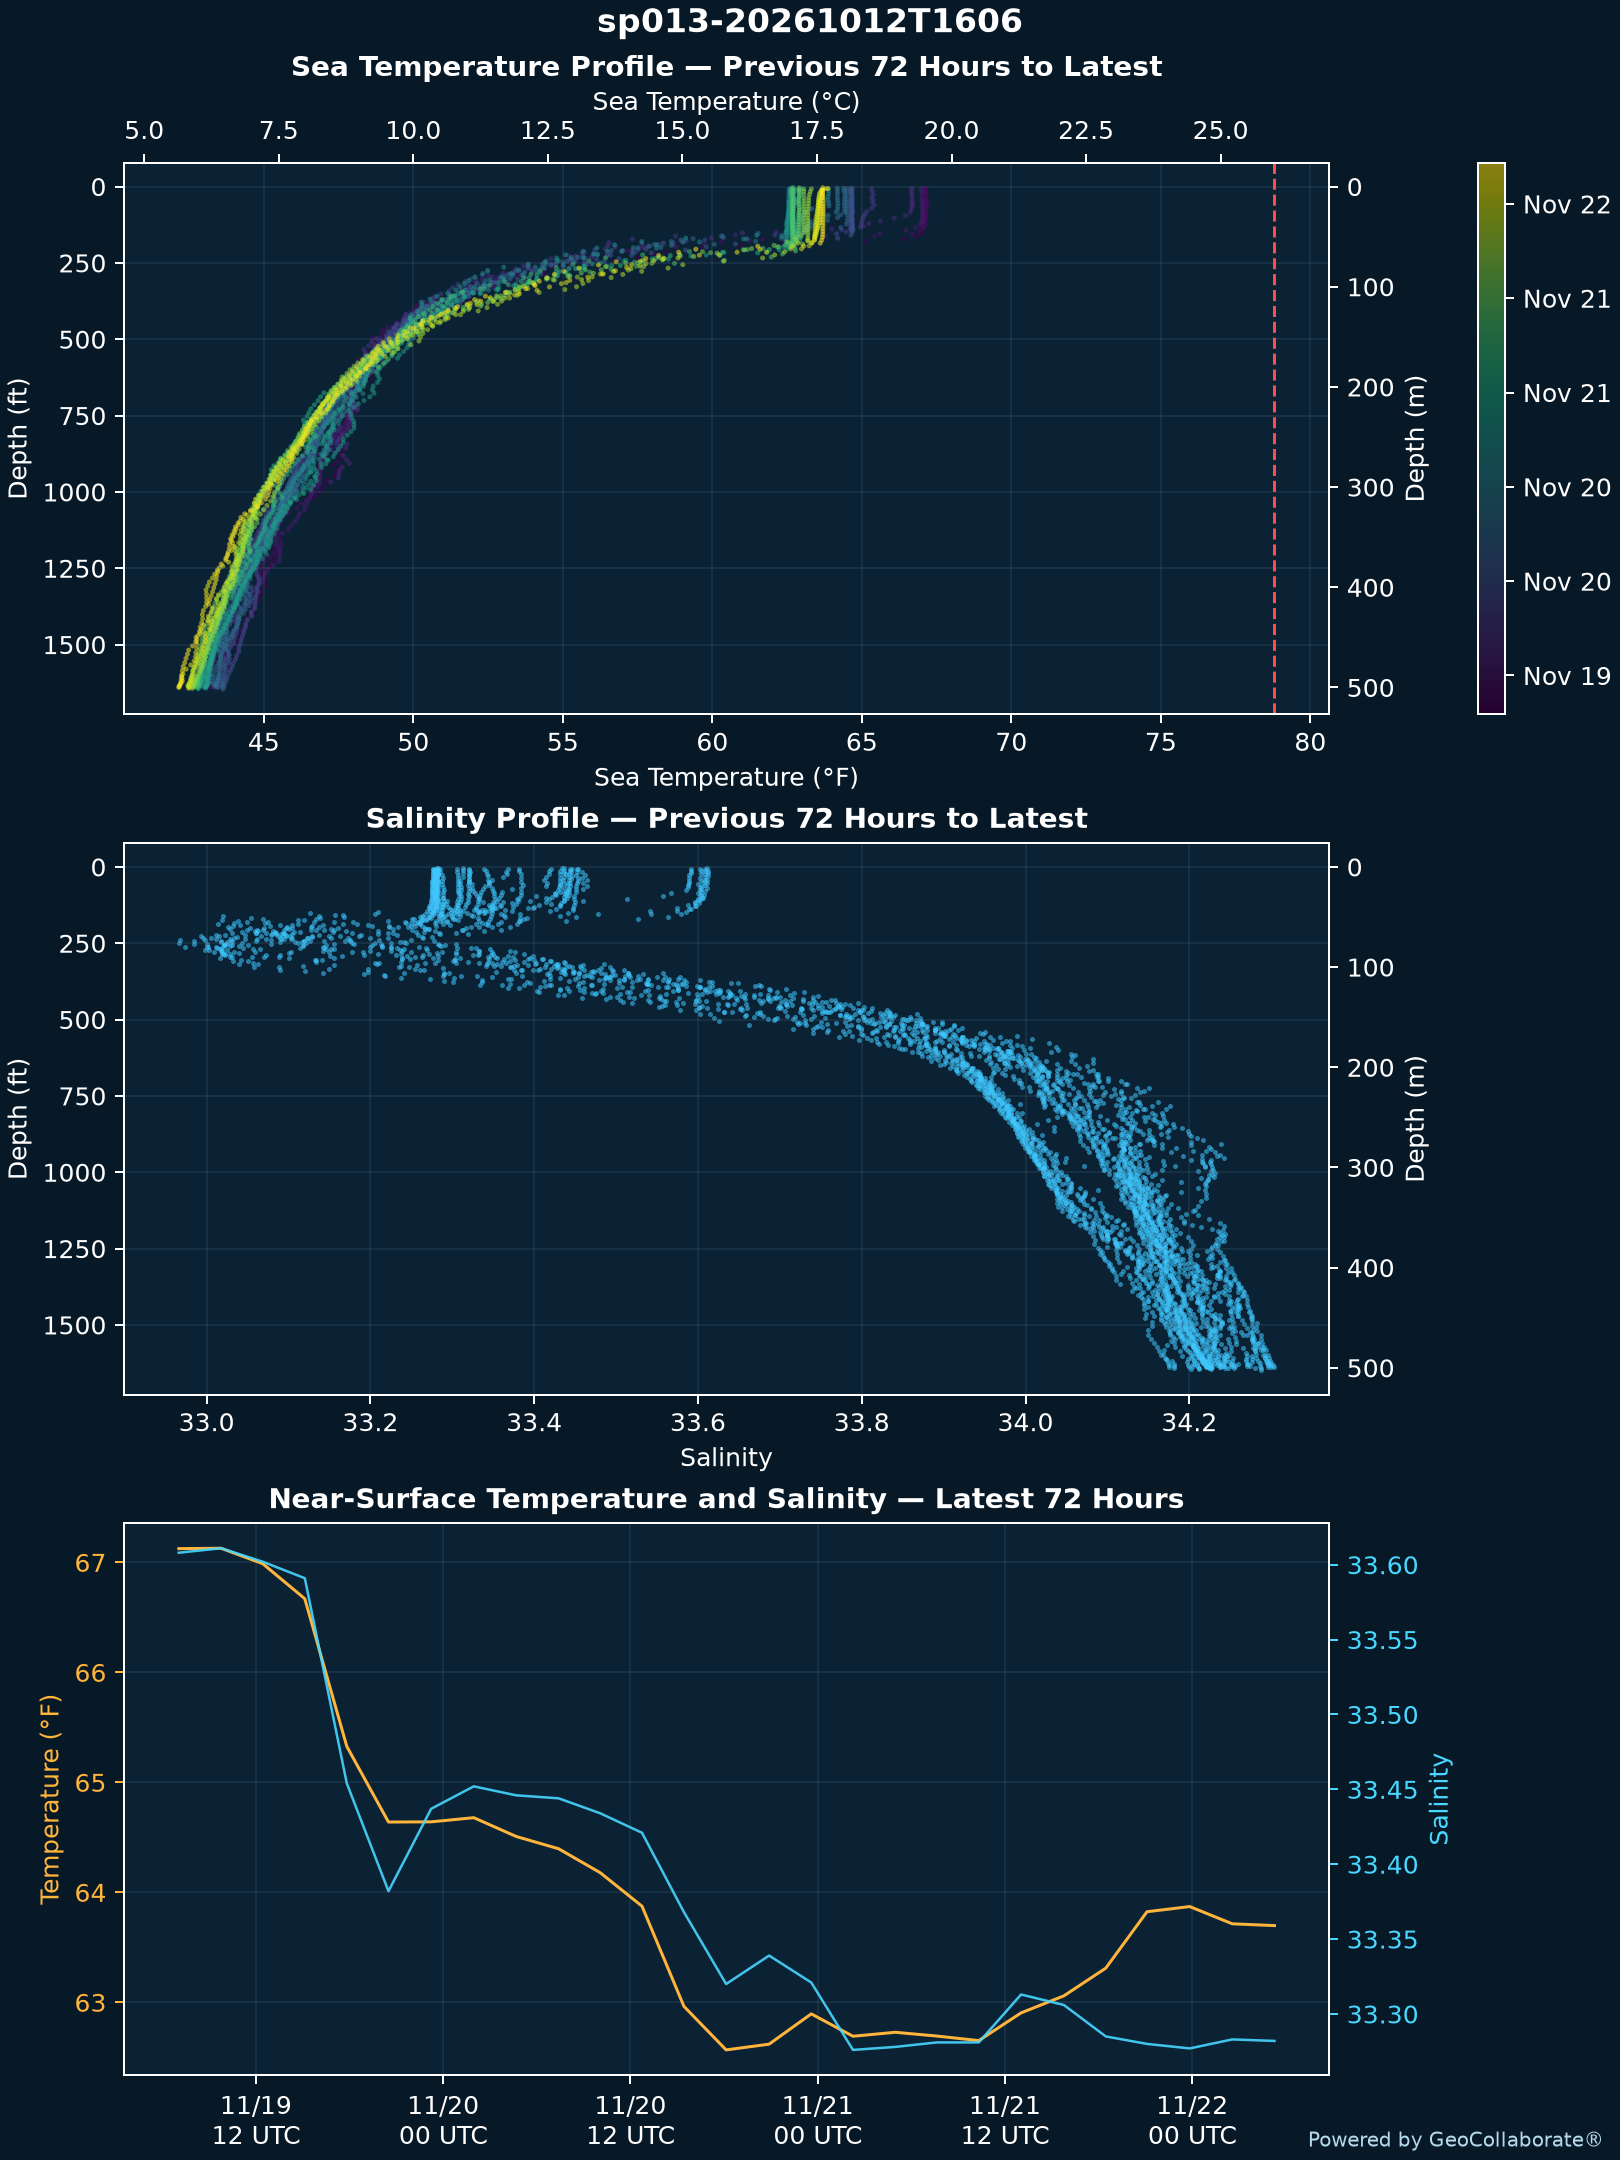 sp013-20261012T1606
Sea Temperature Profile — Previous 72 Hours to Latest
Sea Temperature (°C)
5.0 7.5 10.0 12.5 15.0 17.5 20.0 22.5 25.0
0
250
500
750
1000
1250
1500
Depth (ft)
0
100
200
300
400
500
Depth (m)
Nov 22
Nov 21
Nov 21
Nov 20
Nov 20
Nov 19
45 50 55 60 65 70 75 80
Sea Temperature (°F)
Salinity Profile — Previous 72 Hours to Latest
0
250
500
750
1000
1250
1500
Depth (ft)
0
100
200
300
400
500
Depth (m)
33.0 33.2 33.4 33.6 33.8 34.0 34.2
Salinity
Near-Surface Temperature and Salinity — Latest 72 Hours
67
66
65
64
63
Temperature (°F)
33.60
33.55
33.50
33.45
33.40
33.35
33.30
Salinity
11/19 11/20 11/20 11/21 11/21 11/22
12 UTC 00 UTC 12 UTC 00 UTC 12 UTC 00 UTC
Powered by GeoCollaborate®